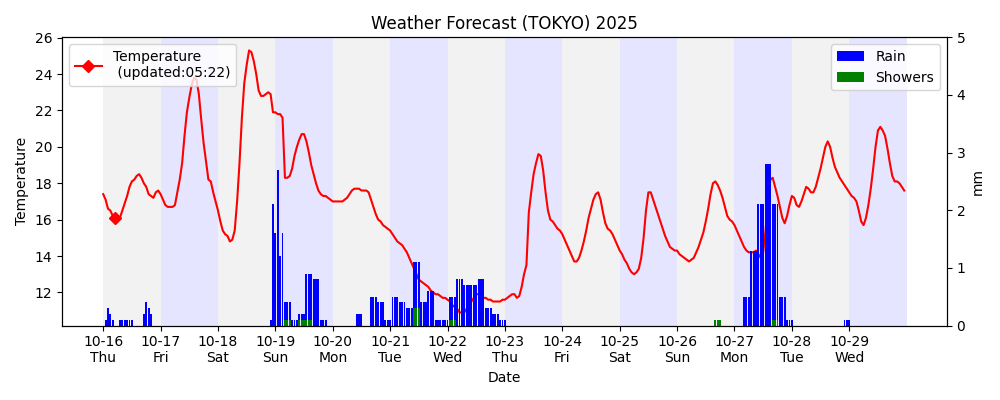 Weather Forecast (TOKYO) 2025
Temperature
(updated:05:22)
Rain
Showers
Temperature
26
24
22
20
18
16
14
12
5
4
3
2
1
0
mm
10-16 10-17 10-18 10-19 10-20 10-21 10-22 10-23 10-24 10-25 10-26 10-27 10-28 10-29
Thu Fri Sat Sun Mon Tue Wed Thu Fri Sat Sun Mon Tue Wed
Date